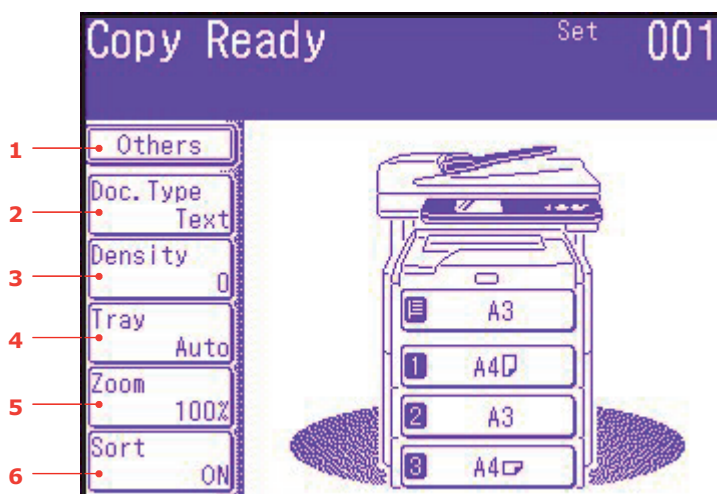 Copy Ready Set 001
1 Others
2 Doc.Type
Text
3 Density
0
4 Tray
Auto
5 Zoom
100%
6 Sort
ON
A3
1 A4
2 A3
3 A4